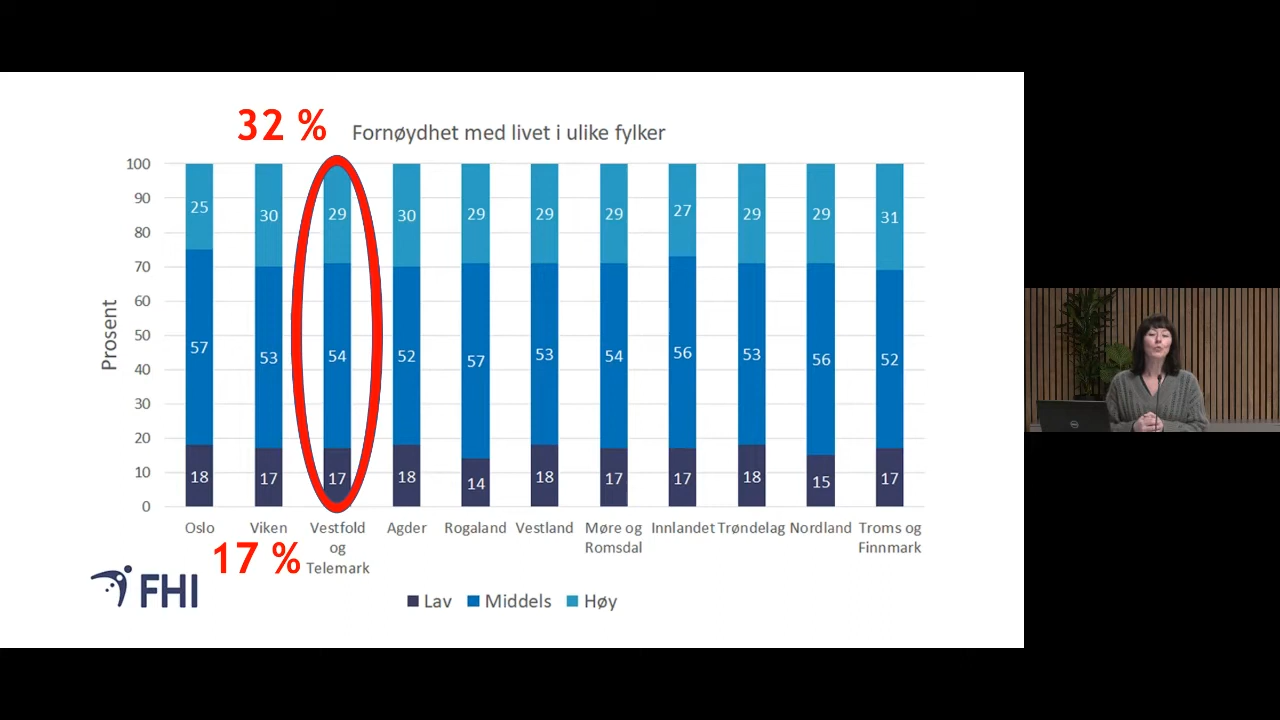 32 %
Fornøydhet med livet i ulike fylker
Prosent
100
90
80
70
60
50
40
30
20
10
0
25 30 29 30 29 29 29 27 29 29 31
57 53 54 52 57 53 54 56 53 56 52
18 17 17 18 14 18 17 17 18 15 17
Oslo Viken Vestfold og Telemark Agder Rogaland Vestland Møre og Romsdal Innlandet Trøndelag Nordland Troms og Finnmark
17 %
FHI
Lav Middels Høy